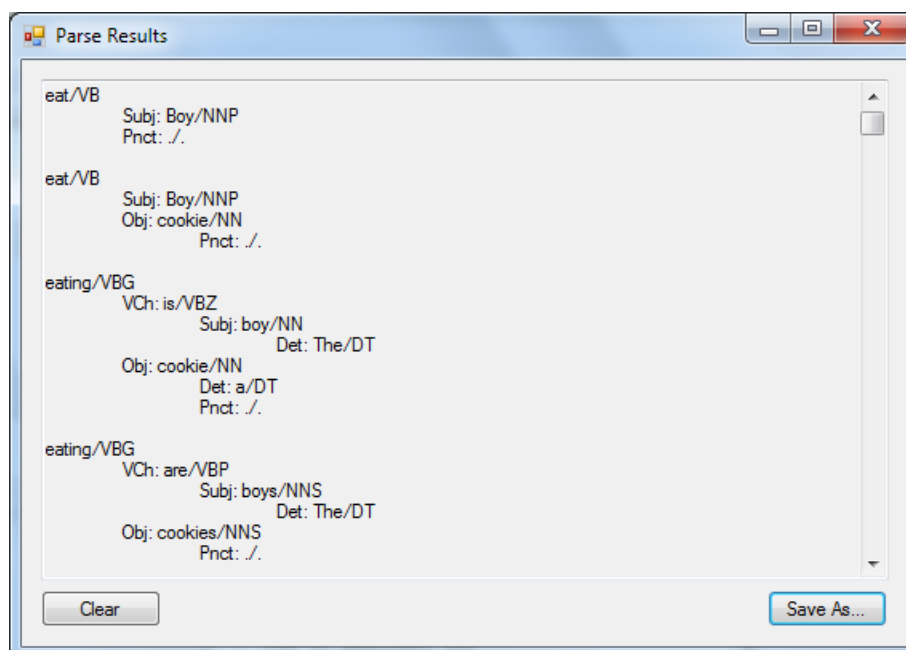 Parse Results
eat/VB
Subj: Boy/NNP
Pnct: ./.
eat/VB
Subj: Boy/NNP
Obj: cookie/NN
Pnct: ./.
eating/VBG
VCh: is/VBZ
Subj: boy/NN
Det: The/DT
Obj: cookie/NN
Det: a/DT
Pnct: ./.
eating/VBG
VCh: are/VBP
Subj: boys/NNS
Det: The/DT
Obj: cookies/NNS
Pnct: ./.
Clear Save As...